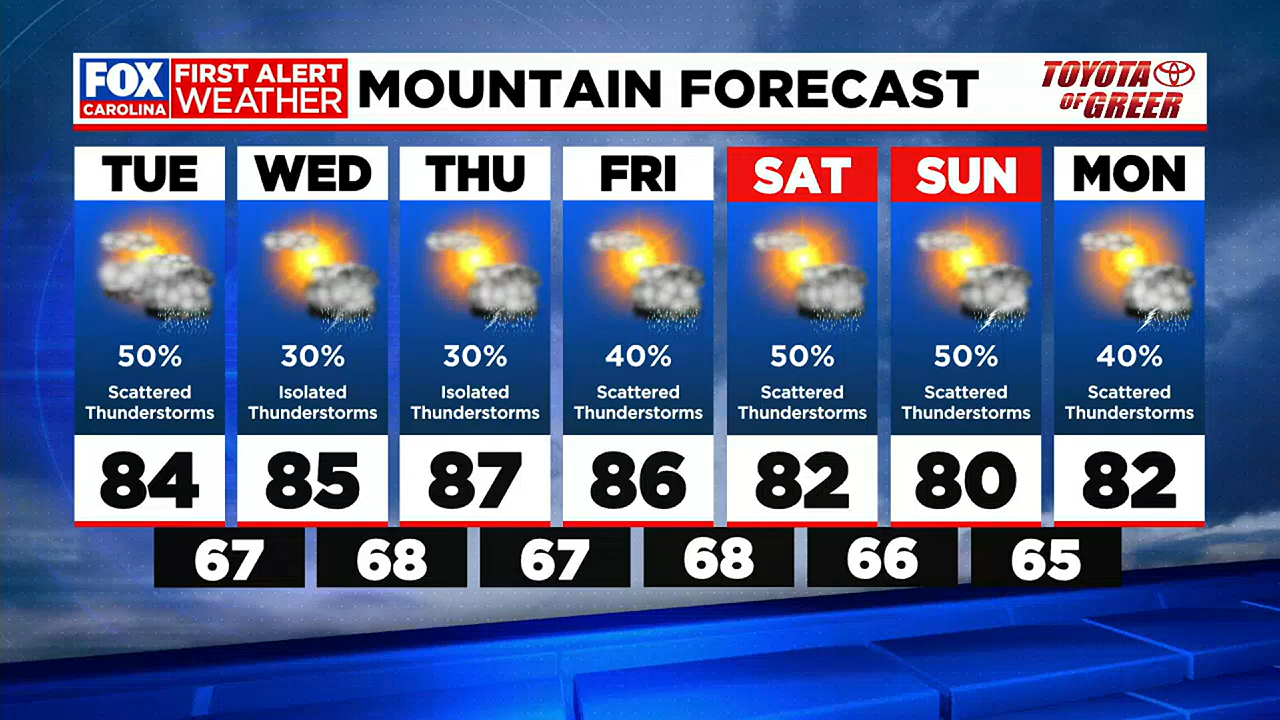 FOX
CAROLINA
FIRST ALERT
WEATHER
MOUNTAIN FORECAST
TOYOTA
OF GREER
TUE
50%
Scattered
Thunderstorms
84
WED
30%
Isolated
Thunderstorms
85
THU
30%
Isolated
Thunderstorms
87
FRI
40%
Scattered
Thunderstorms
86
SAT
50%
Scattered
Thunderstorms
82
SUN
50%
Scattered
Thunderstorms
80
MON
40%
Scattered
Thunderstorms
82
67
68
67
68
66
65